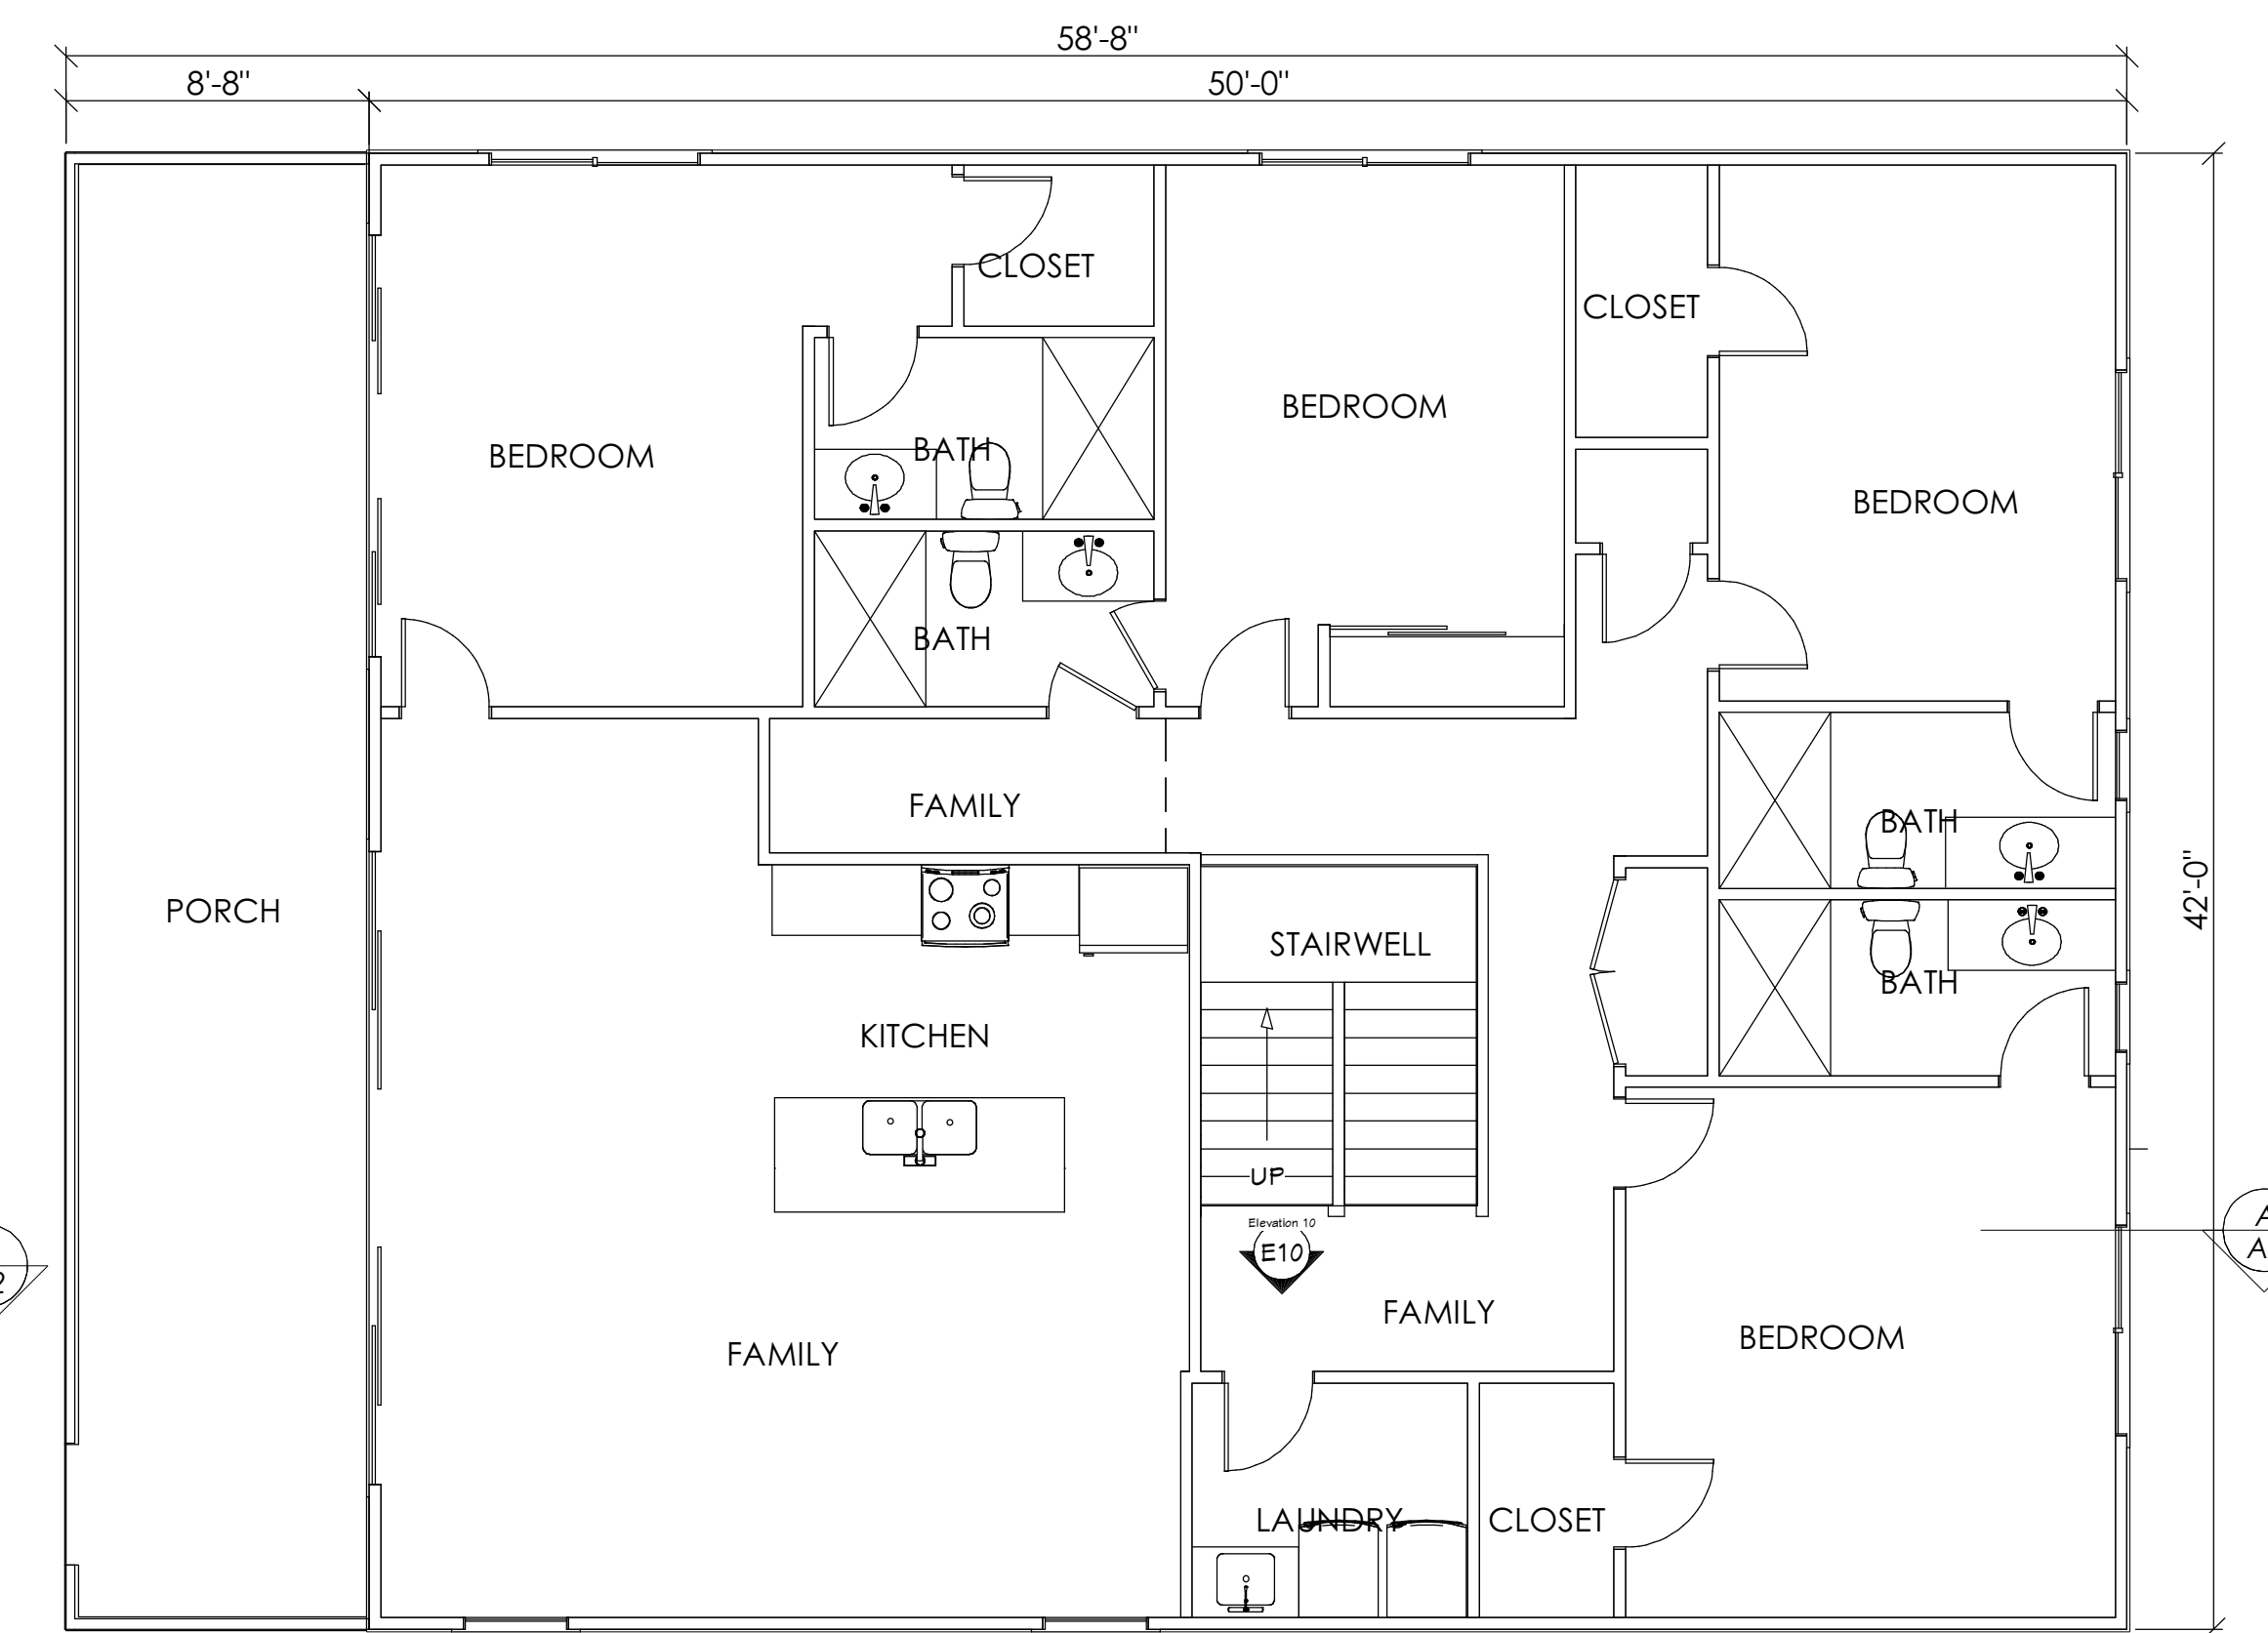 58'-8"
8'-8"
50'-0"
CLOSET
CLOSET
BEDROOM
BATH
BEDROOM
BEDROOM
BATH
FAMILY
BATH
42'-0"
PORCH
STAIRWELL
BATH
KITCHEN
UP
Elevation 10
E10
A
A
2
FAMILY
BEDROOM
FAMILY
LAUNDRY
CLOSET